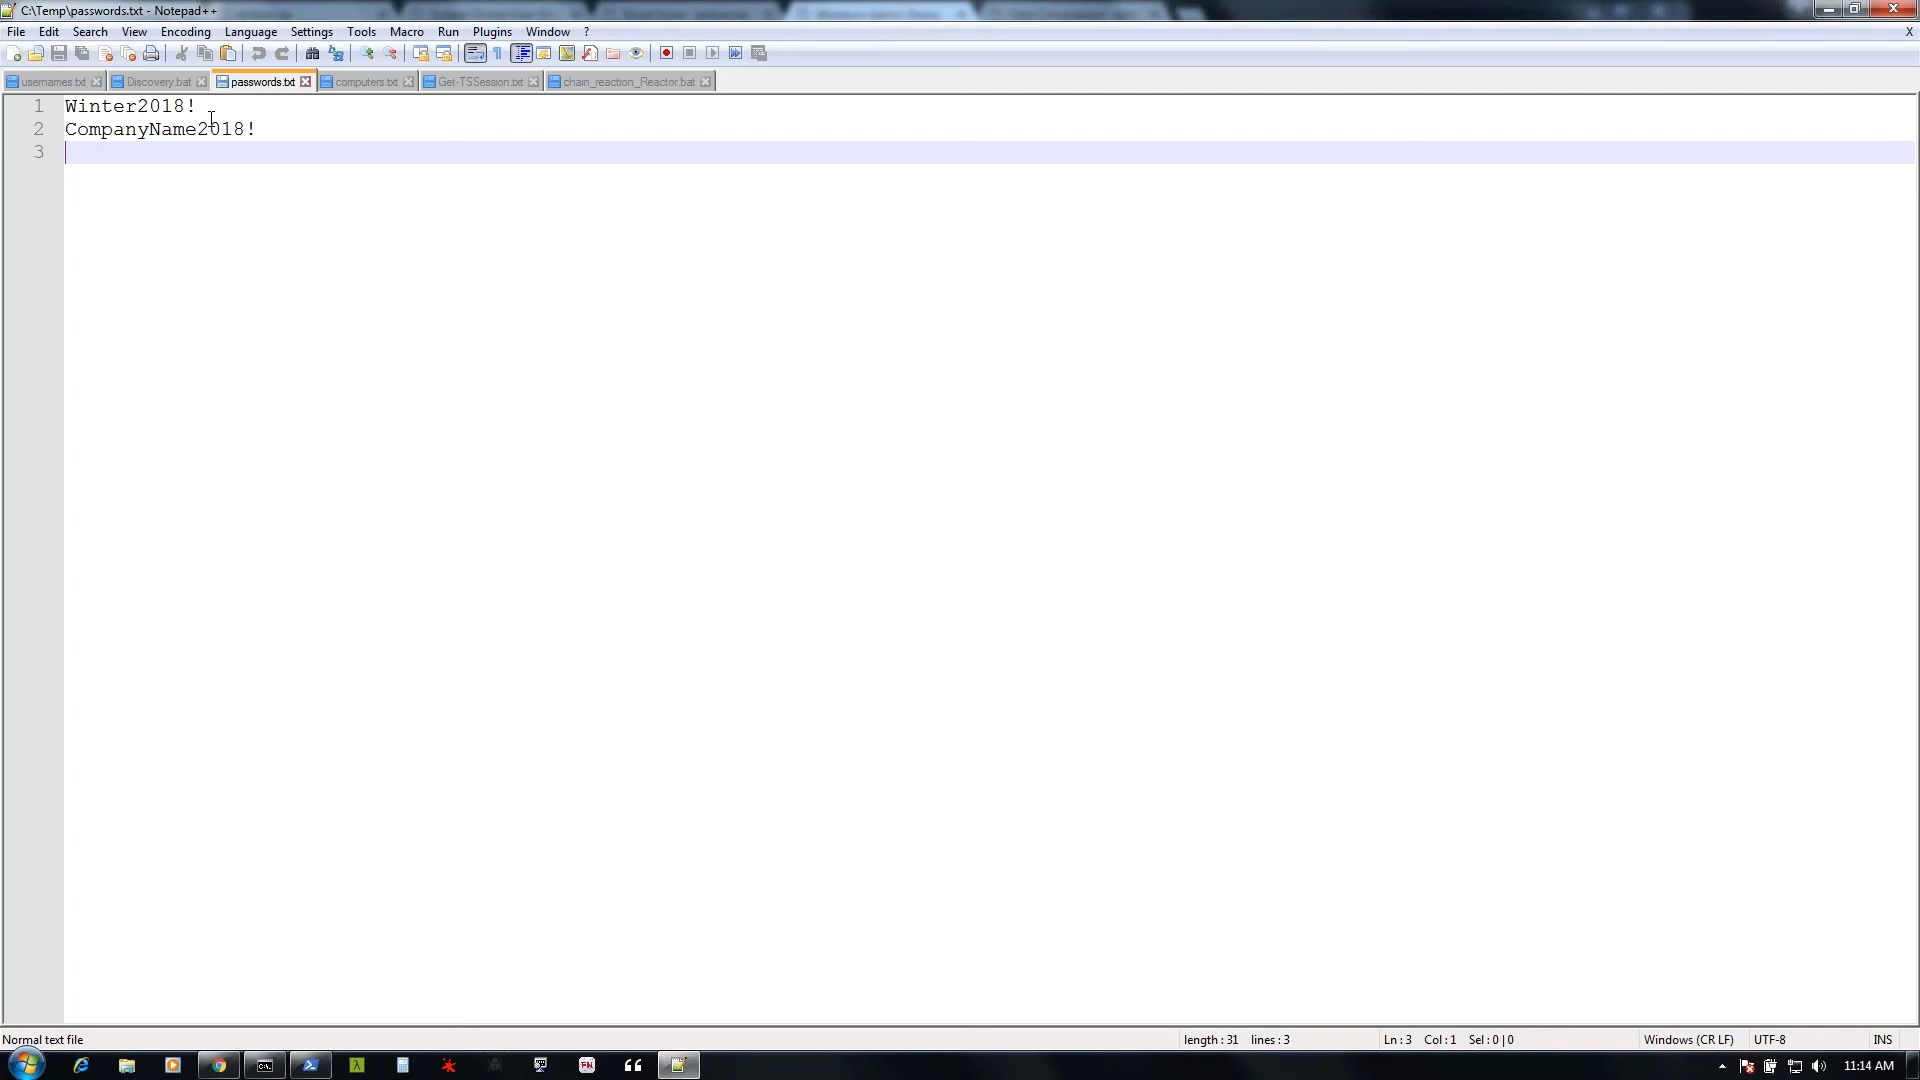 C:\Temp\passwords.txt - Notepad++
File Edit Search View Encoding Language Settings Tools Macro Run Plugins Window ? X
usernames.txt Discovery.bat passwords.txt computers.txt Get-TSSession.txt chain_reaction_Reactor.bat
1 Winter2018!
2 CompanyName2018!
3
Normal text file length : 31 lines : 3 Ln : 3 Col : 1 Sel : 0 | 0 Windows (CR LF) UTF-8 INS
11:14 AM